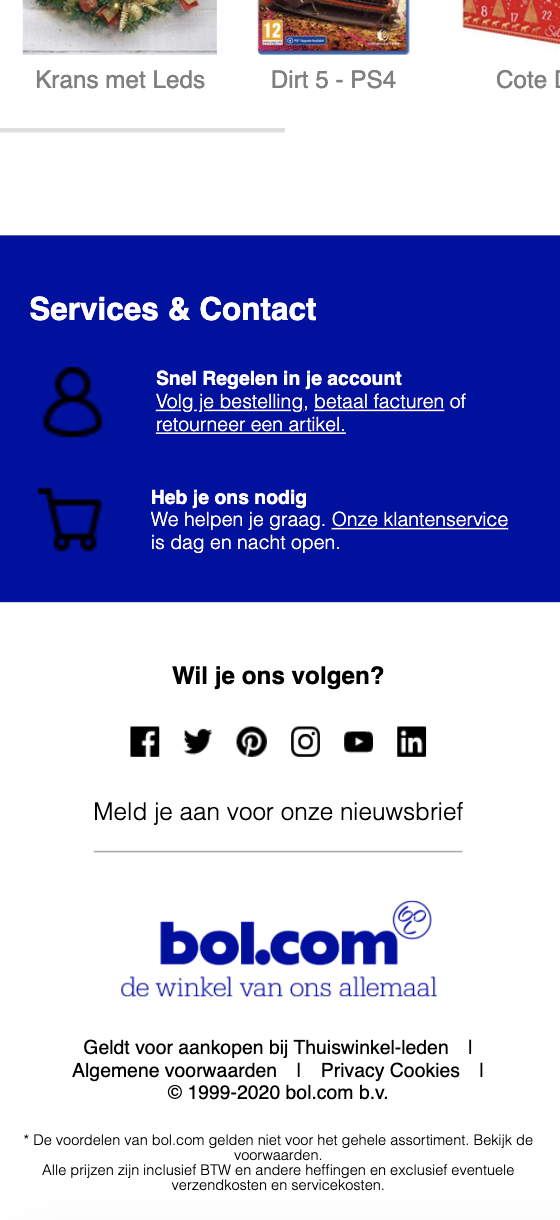 12
8 17 22
Krans met Leds
Dirt 5 - PS4
Cote
Services & Contact
Snel Regelen in je account
Volg je bestelling, betaal facturen of
retourneer een artikel.
Heb je ons nodig
We helpen je graag. Onze klantenservice
is dag en nacht open.
Wil je ons volgen?
Meld je aan voor onze nieuwsbrief
bol.com
de winkel van ons allemaal
Geldt voor aankopen bij Thuiswinkel-leden |
Algemene voorwaarden | Privacy Cookies |
© 1999-2020 bol.com b.v.
* De voordelen van bol.com gelden niet voor het gehele assortiment. Bekijk de
voorwaarden.
Alle prijzen zijn inclusief BTW en andere heffingen en exclusief eventuele
verzendkosten en servicekosten.